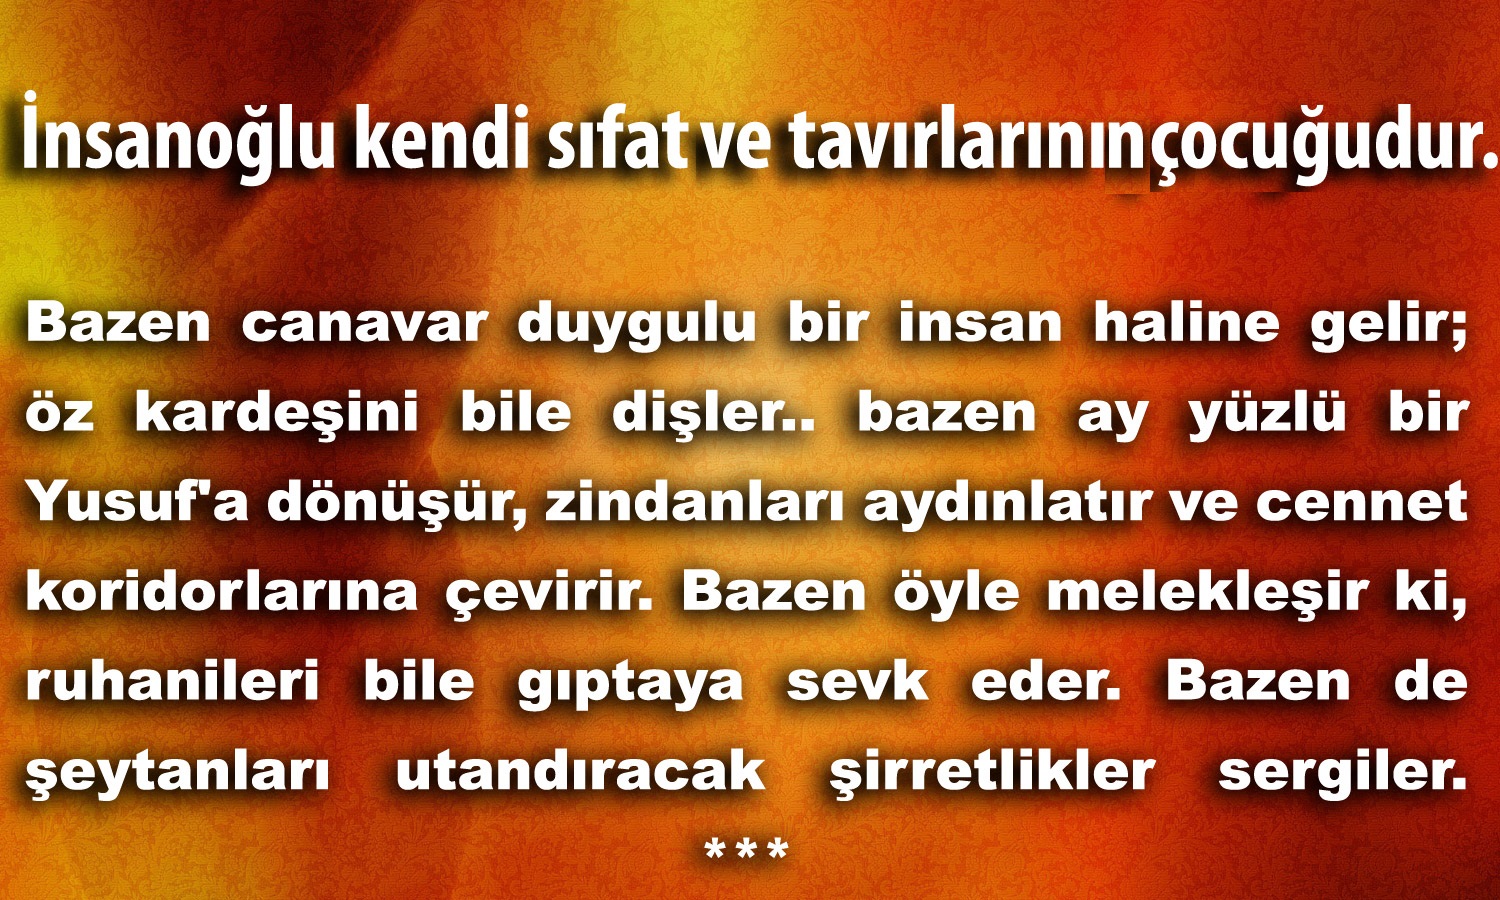 İnsanoğlu kendi sıfat ve tavırlarının çocuğudur.
Bazen canavar duygulu bir insan haline gelir;
öz kardeşini bile dişler.. bazen ay yüzlü bir
Yusuf'a dönüşür, zindanları aydınlatır ve cennet
koridorlarına çevirir. Bazen öyle melekleşir ki,
ruhanileri bile gıptaya sevk eder. Bazen de
şeytanları utandıracak şirretlikler sergiler.
***